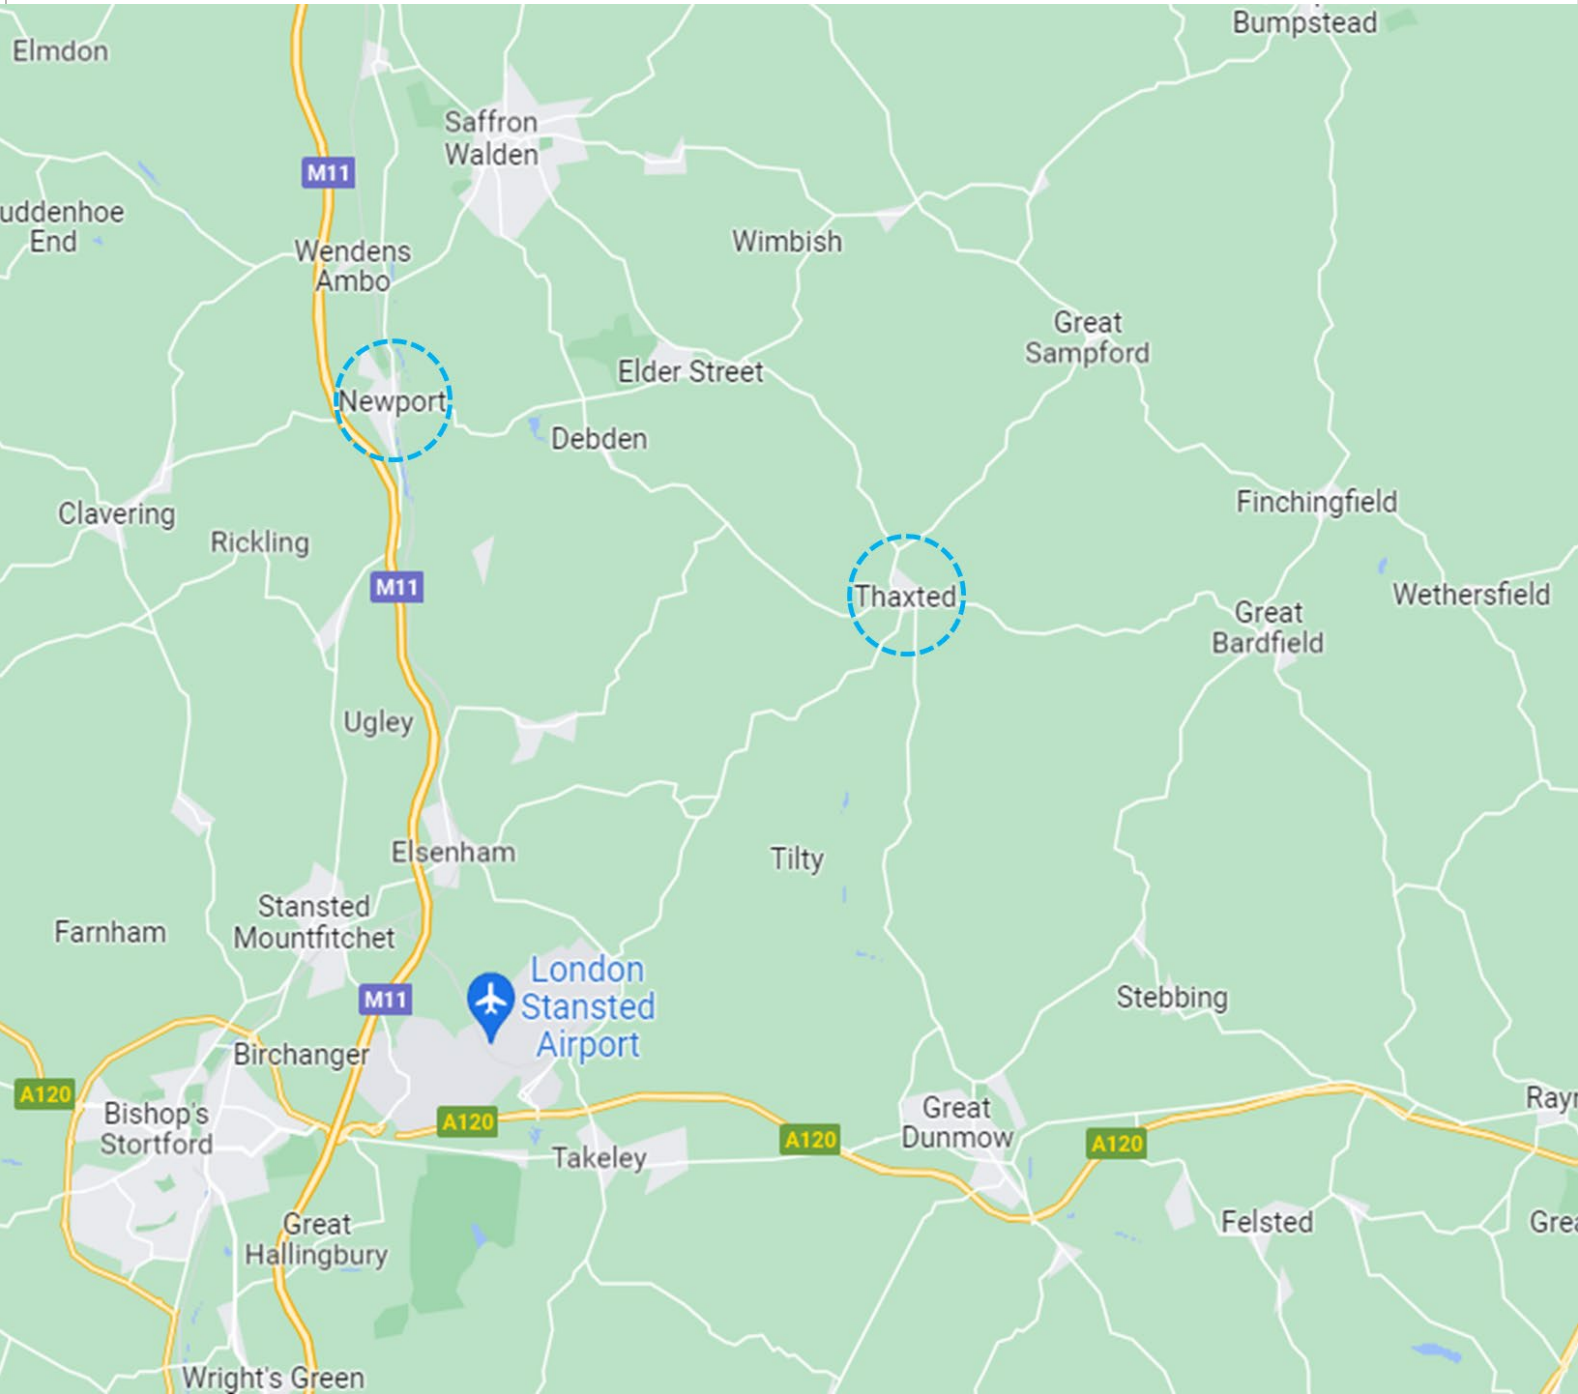 Bumpstead
Elmdon
Saffron
Walden
M11
uddenhoe
End
Wendens
Ambo
Wimbish
Great
Sampford
Elder Street
Newport
Debden
Clavering
Rickling
Finchingfield
M11
Thaxted
Wethersfield
Great
Bardfield
Ugley
Elsenham
Tilty
Stansted
Mountfitchet
Farnham
London
Stansted
Airport
M11
Stebbing
Birchanger
A120
Bishop's
Stortford
A120
Great
Dunmow
A120
A120
Rayr
Takeley
Great
Hallingbury
Felsted
Grea
Wright's Green